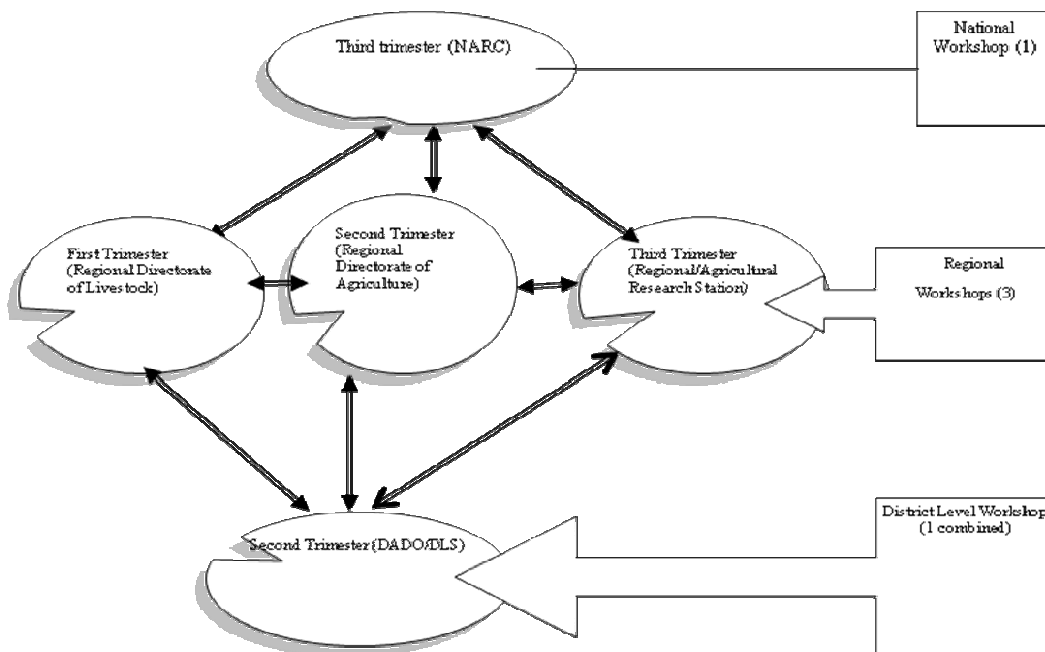 Third trimester (NARC)
National
Workshop (1)
First Trimester
(Regional Directorate
of Livestock)
Second Trimester
(Regional
Directorate of
Agriculture)
Third Trimester
(Regional/Agricultural
Research Station)
Regional
Workshops (3)
Second Trimester (DADO/DLS)
District Level Workshop
(1 combined)